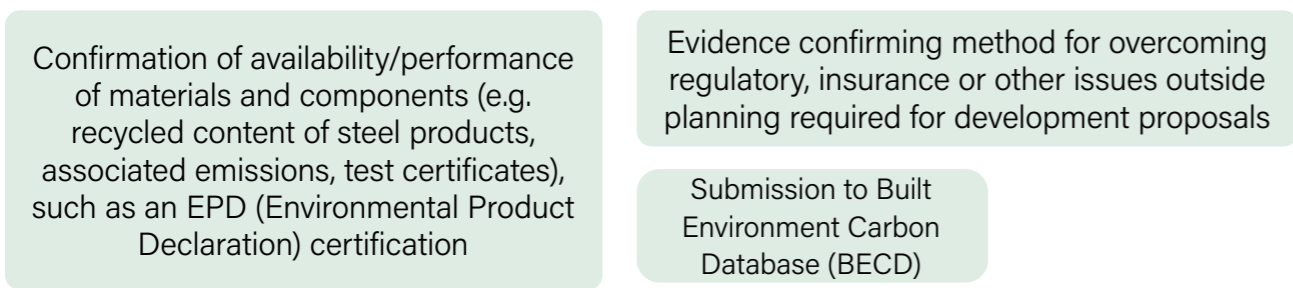 Confirmation of availability/performance
of materials and components (e.g.
recycled content of steel products,
associated emissions, test certificates),
such as an EPD (Environmental Product
Declaration) certification
Evidence confirming method for overcoming
regulatory, insurance or other issues outside
planning required for development proposals
Submission to Built
Environment Carbon
Database (BECD)